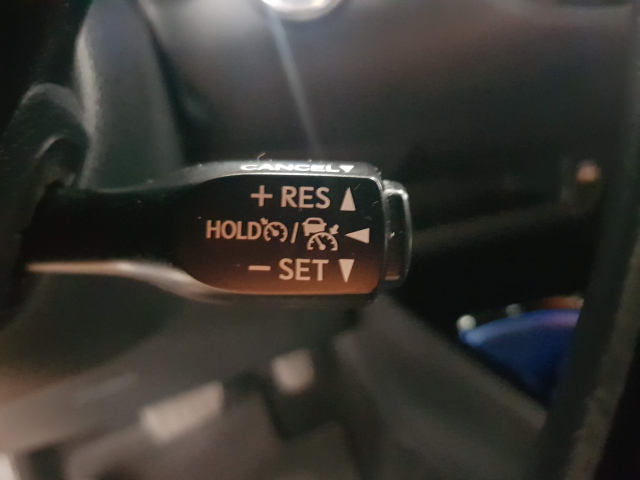 CANCEL▼
+ RES ▲
HOLD / ◄
− SET ▼